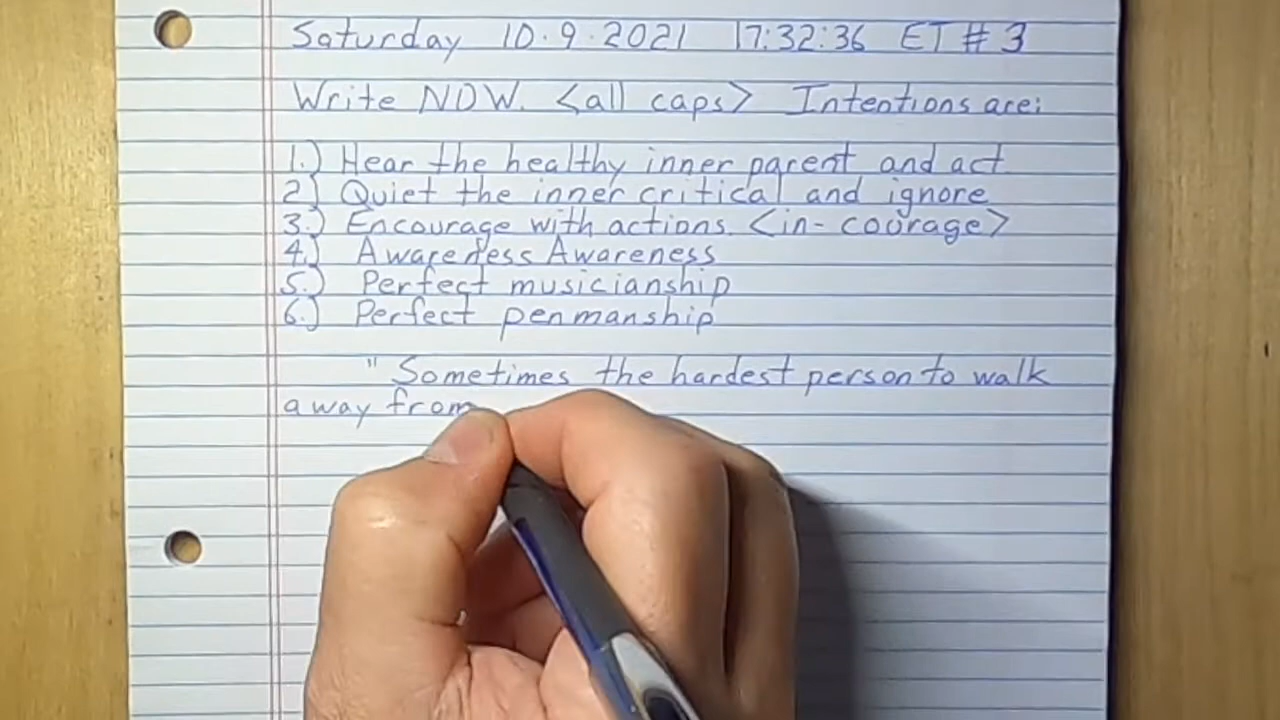 Saturday 10.9.2021 17:32:36 ET #3
Write NOW. <all caps> Intentions are:
1.) Hear the healthy inner parent and act
2.) Quiet the inner critical and ignore
3.) Encourage with actions. <in-courage>
4.) Awareness Awareness
5.) Perfect musicianship
6.) Perfect penmanship
" Sometimes the hardest person to walk
away from